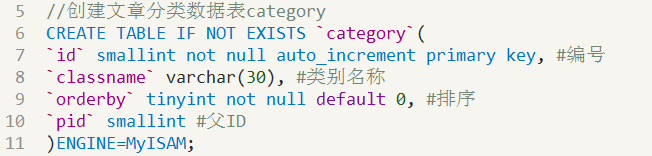 5 //创建文章分类数据表category
6 CREATE TABLE IF NOT EXISTS `category`(
7 `id` smallint not null auto_increment primary key, #编号
8 `classname` varchar(30), #类别名称
9 `orderby` tinyint not null default 0, #排序
10 `pid` smallint #父ID
11 )ENGINE=MyISAM;